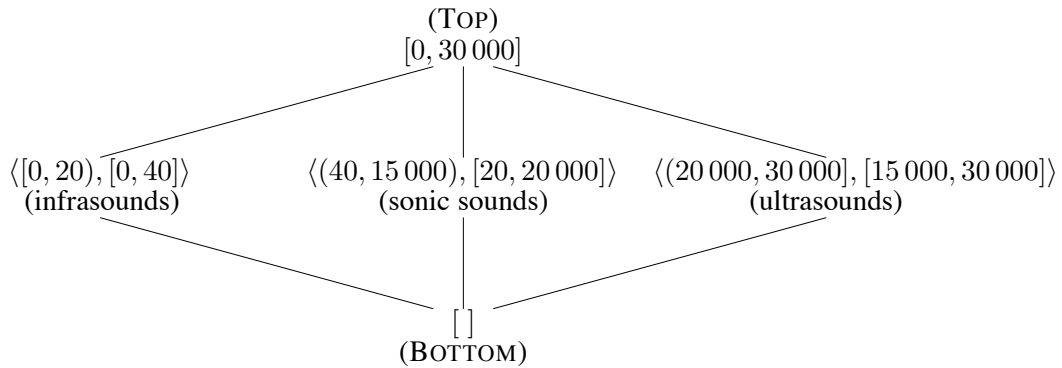 (TOP)
[0, 30 000]
⟨[0, 20), [0, 40]⟩ ⟨(40, 15 000), [20, 20 000]⟩ ⟨(20 000, 30 000], [15 000, 30 000]⟩
(infrasounds) (sonic sounds) (ultrasounds)
[ ]
(BOTTOM)